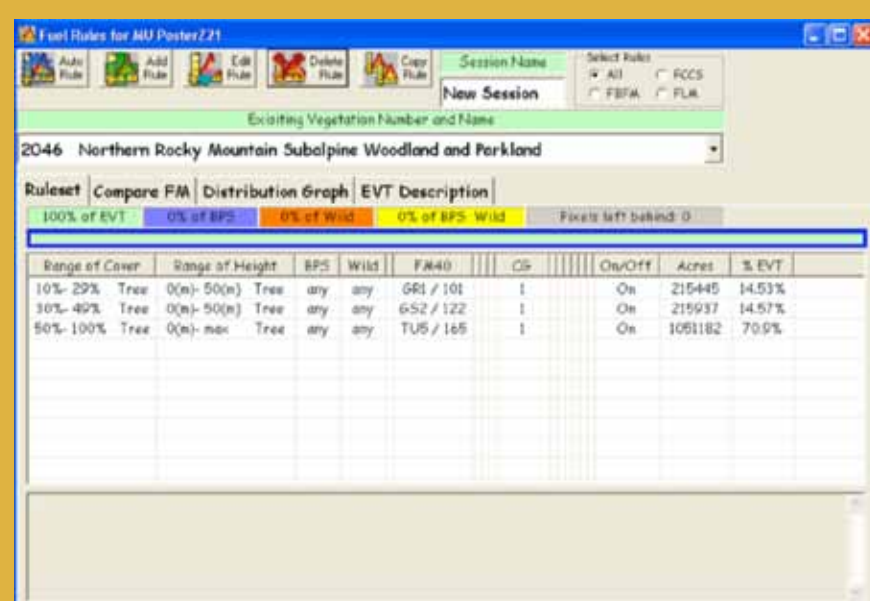 Fuel Rules for MU PosterZ21
Auto Rule Add Rule Edit Rule Delete Rule Copy Rule Session Name Select Rules
New Session All FCCS
FBFM FLM
Existing Vegetation Number and Name
2046 Northern Rocky Mountain Subalpine Woodland and Parkland
Ruleset Compare FM Distribution Graph EVT Description
100% of EVT 0% of BPS 0% of Wild 0% of BPS Wild Pixels left behind: 0
Range of Cover Range of Height BPS Wild FM40 CG On/Off Acres % EVT
10%- 29% Tree 0(m)- 50(m) Tree any any GR1 / 101 1 On 215445 14.53%
30%- 49% Tree 0(m)- 50(m) Tree any any GS2 / 122 1 On 215937 14.57%
50%- 100% Tree 0(m)- max Tree any any TU5 / 165 1 On 1051182 70.9%